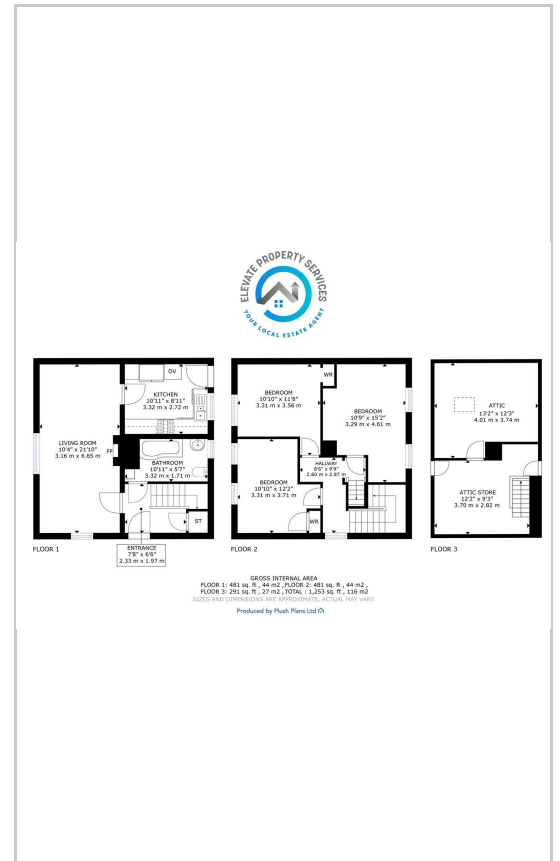 ELEVATE PROPERTY SERVICES
YOUR LOCAL ESTATE AGENT
OV
KITCHEN
10'11" x 8'11"
3.32 m x 2.72 m
LIVING ROOM
10'4" x 21'10"
3.16 m x 6.65 m
FP
BATHROOM
10'11" x 5'7"
3.32 m x 1.71 m
ST
ENTRANCE
7'8" x 6'6"
2.33 m x 1.97 m
FLOOR 1
BEDROOM
10'10" x 11'8"
3.31 m x 3.56 m
WR
BEDROOM
10'9" x 15'2"
3.29 m x 4.61 m
HALLWAY
8'6" x 9'9"
2.60 m x 2.97 m
BEDROOM
10'10" x 12'2"
3.31 m x 3.71 m
WR
FLOOR 2
ATTIC
13'2" x 12'3"
4.01 m x 3.74 m
ATTIC STORE
12'2" x 9'3"
3.70 m x 2.82 m
FLOOR 3
GROSS INTERNAL AREA
FLOOR 1: 481 sq. ft , 44 m2 , FLOOR 2: 481 sq. ft , 44 m2 ,
FLOOR 3: 291 sq. ft , 27 m2 , TOTAL : 1,253 sq. ft , 116 m2
SIZES AND DIMENSIONS ARE APPROXIMATE, ACTUAL MAY VARY.
Produced by Plush Plans Ltd